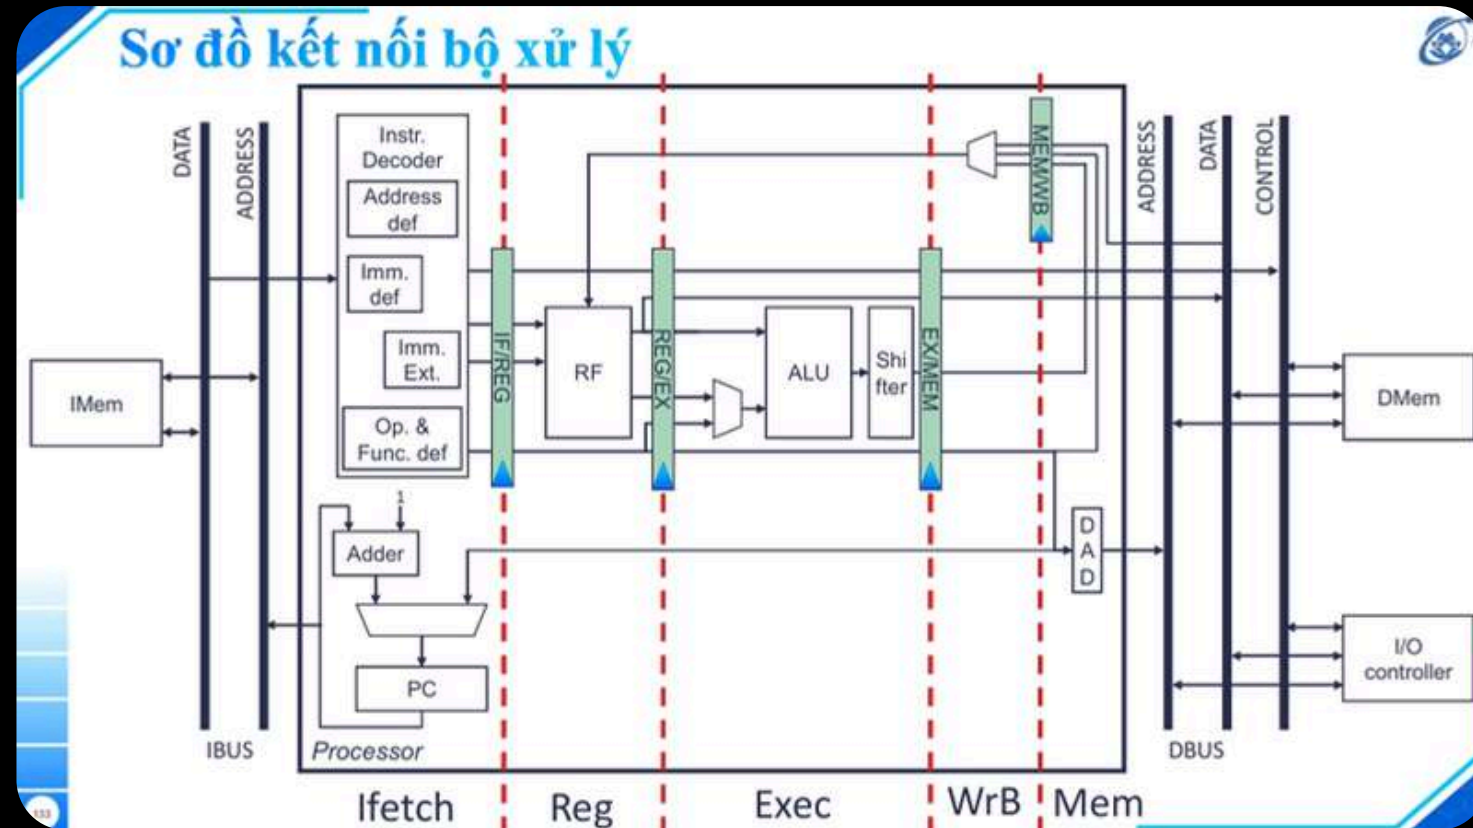 Sơ đồ kết nối bộ xử lý
DATA
ADDRESS
Instr.
Decoder
Address
def
Imm.
def
Imm.
Ext.
Op. &
Func. def
IF/REG
RF
REG/EX
ALU
Shi
fter
EX/MEM
MEM/WB
ADDRESS
DATA
CONTROL
IMem
DMem
1
Adder
PC
D
A
D
I/O
controller
IBUS
Processor
DBUS
Ifetch
Reg
Exec
WrB
Mem
133